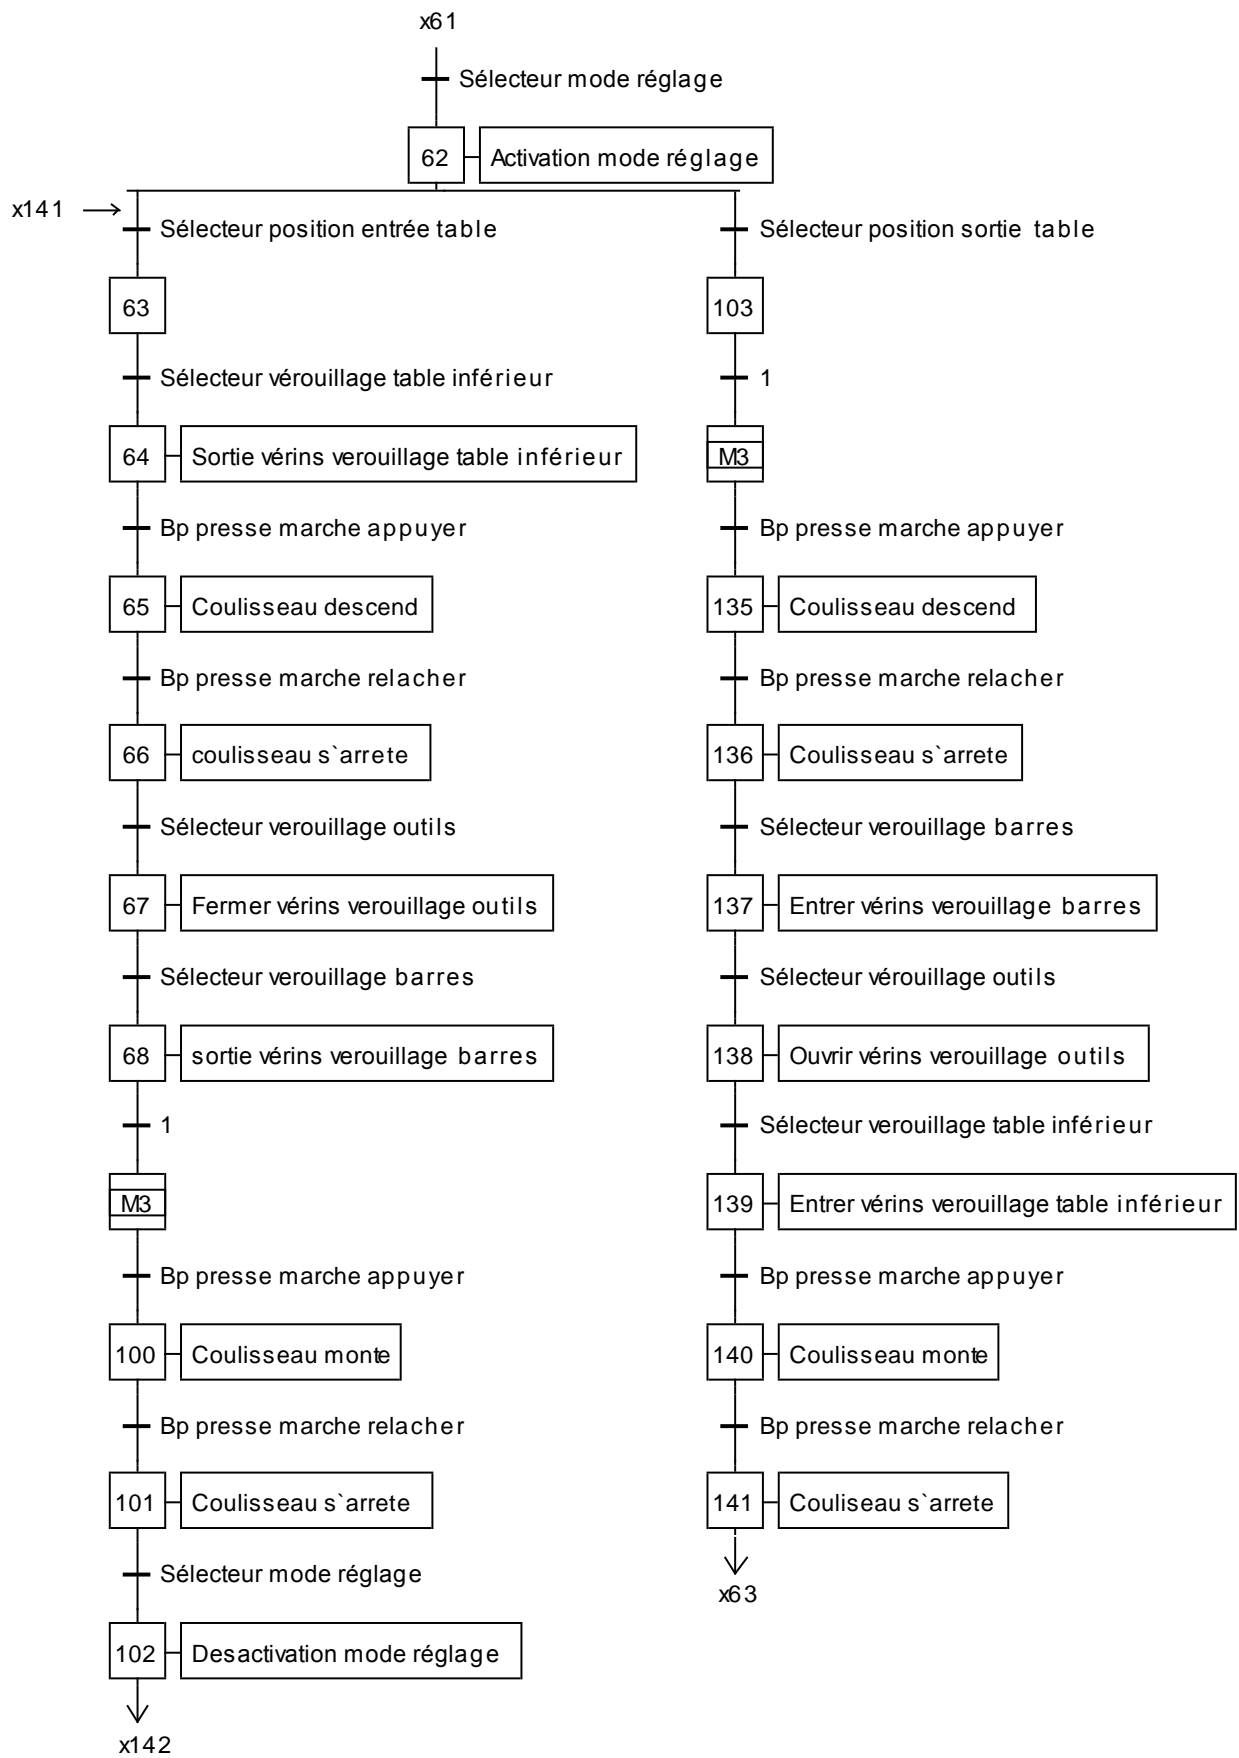 x61
Sélecteur mode réglage
62
Activation mode réglage
x141
Sélecteur position entrée table
63
Sélecteur vérouillage table inférieur
64
Sortie vérins verouillage table inférieur
Bp presse marche appuyer
65
Coulisseau descend
Bp presse marche relacher
66
coulisseau s`arrete
Sélecteur verouillage outils
67
Fermer vérins verouillage outils
Sélecteur verouillage barres
68
sortie vérins verouillage barres
1
M3
Bp presse marche appuyer
100
Coulisseau monte
Bp presse marche relacher
101
Coulisseau s`arrete
Sélecteur mode réglage
102
Desactivation mode réglage
x142
Sélecteur position sortie table
103
1
M3
Bp presse marche appuyer
135
Coulisseau descend
Bp presse marche relacher
136
Coulisseau s`arrete
Sélecteur verouillage barres
137
Entrer vérins verouillage barres
Sélecteur vérouillage outils
138
Ouvrir vérins verouillage outils
Sélecteur verouillage table inférieur
139
Entrer vérins verouillage table inférieur
Bp presse marche appuyer
140
Coulisseau monte
Bp presse marche relacher
141
Couliseau s`arrete
x63